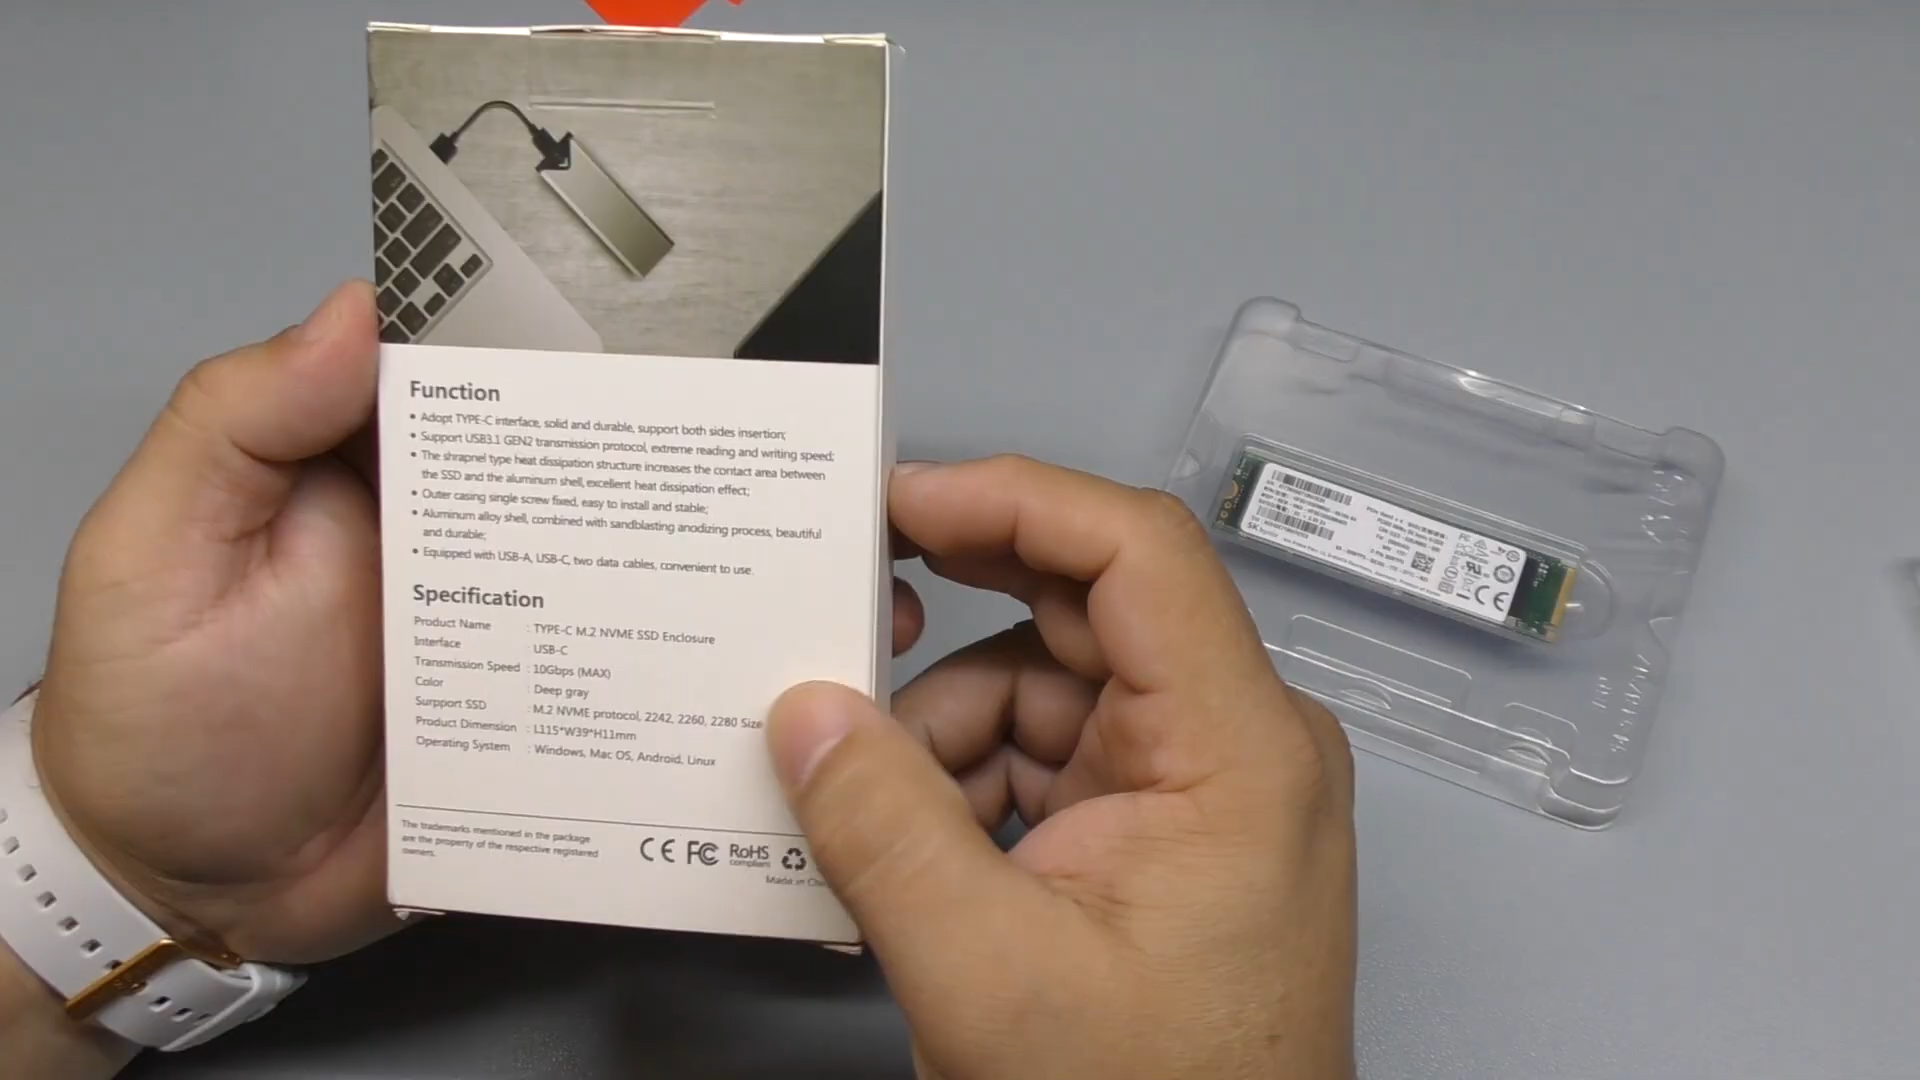 Function
• Adopt TYPE-C interface, solid and durable, support both sides insertion;
• Support USB3.1 GEN2 transmission protocol, extreme reading and writing speed;
• The shrapnel type heat dissipation structure increases the contact area between
the SSD and the aluminum shell, excellent heat dissipation effect;
• Outer casing single screw fixed, easy to install and stable;
• Aluminum alloy shell, combined with sandblasting anodizing process, beautiful
and durable;
• Equipped with USB-A, USB-C, two data cables, convenient to use.
Specification
Product Name : TYPE-C M.2 NVME SSD Enclosure
Interface : USB-C
Transmission Speed : 10Gbps (MAX)
Color : Deep gray
Surpport SSD : M.2 NVME protocol, 2242, 2260, 2280 Size
Product Dimension : L115*W39*H11mm
Operating System : Windows, Mac OS, Android, Linux
The trademarks mentioned in the package
are the property of the respective registered
owners.
CE FC RoHS
compliant
Made in
SK hynix
CE